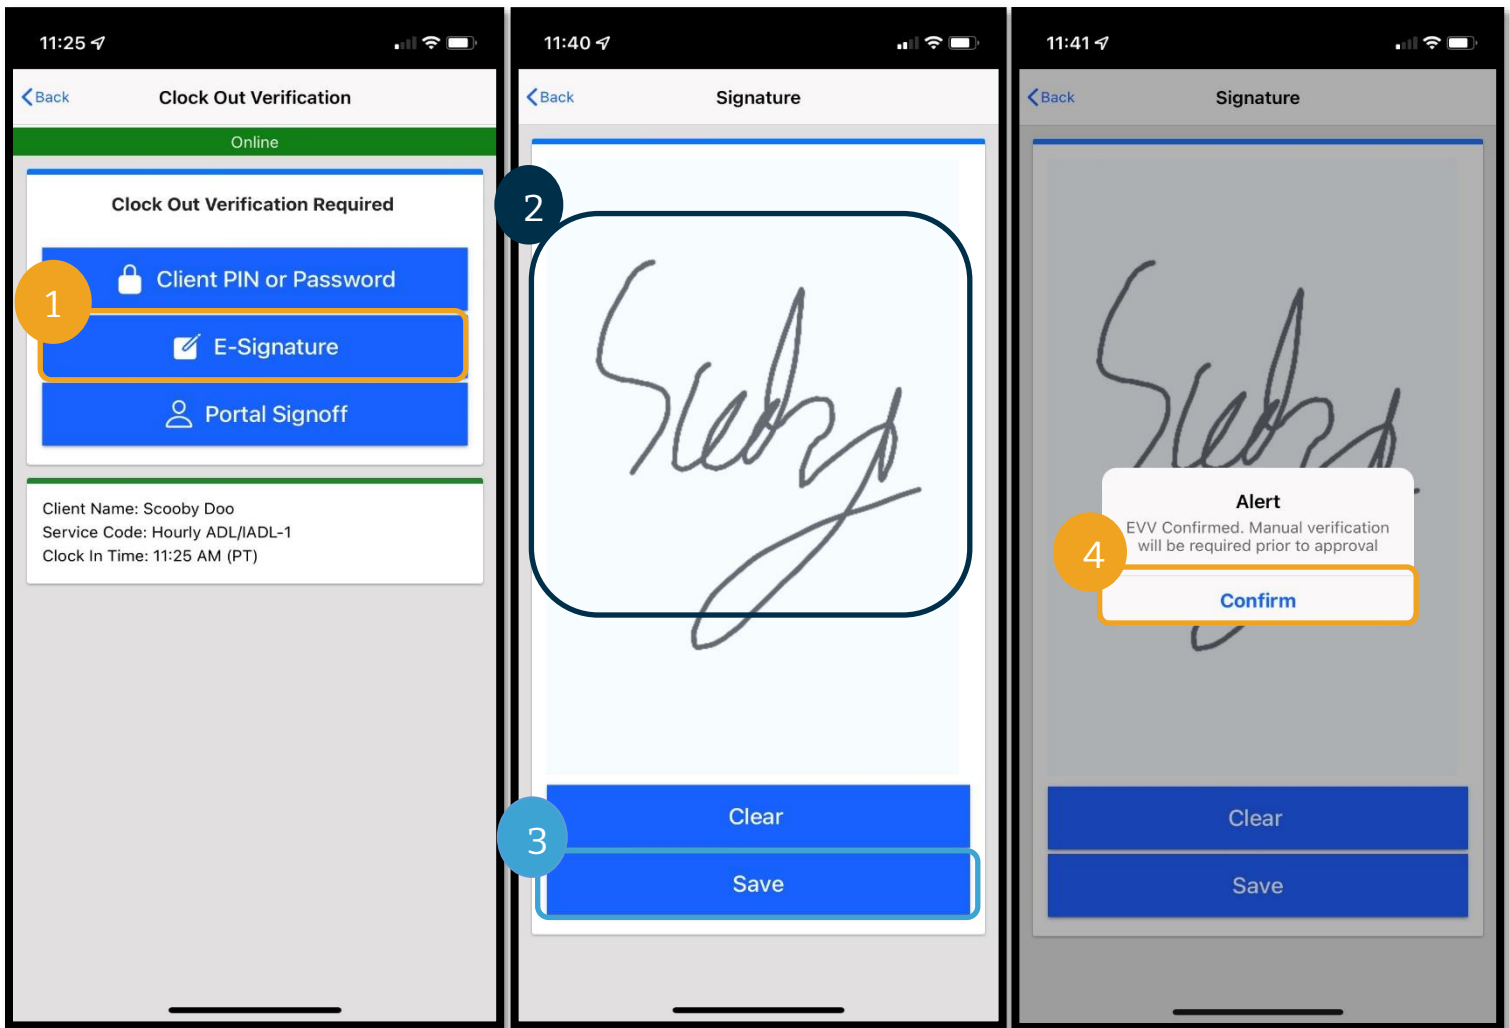 11:25
Back
Clock Out Verification
Online
Clock Out Verification Required
1
Client PIN or Password
E-Signature
Portal Signoff
Client Name: Scooby Doo
Service Code: Hourly ADL/IADL-1
Clock In Time: 11:25 AM (PT)
11:40
Back
Signature
2
Scooby
Clear
3
Save
11:41
Back
Signature
Alert
EVV Confirmed. Manual verification
will be required prior to approval
4
Confirm
Clear
Save